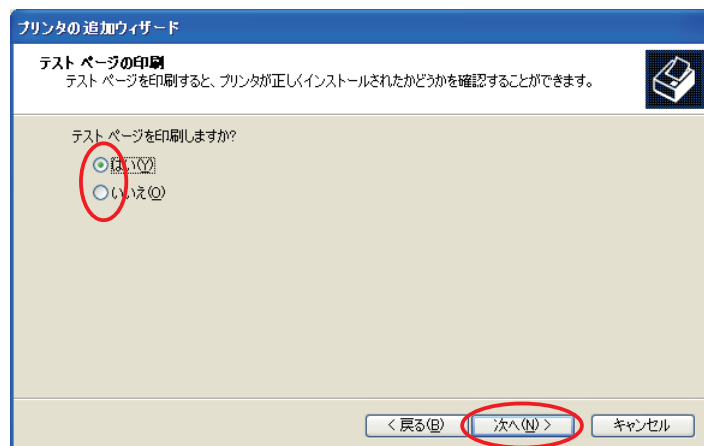 プリンタの追加ウィザード
テスト ページの印刷
テスト ページを印刷すると、プリンタが正しくインストールされたかどうかを確認することができます。
テスト ページを印刷しますか?
はい(Y)
いいえ(O)
< 戻る(B) 次へ(N) > キャンセル